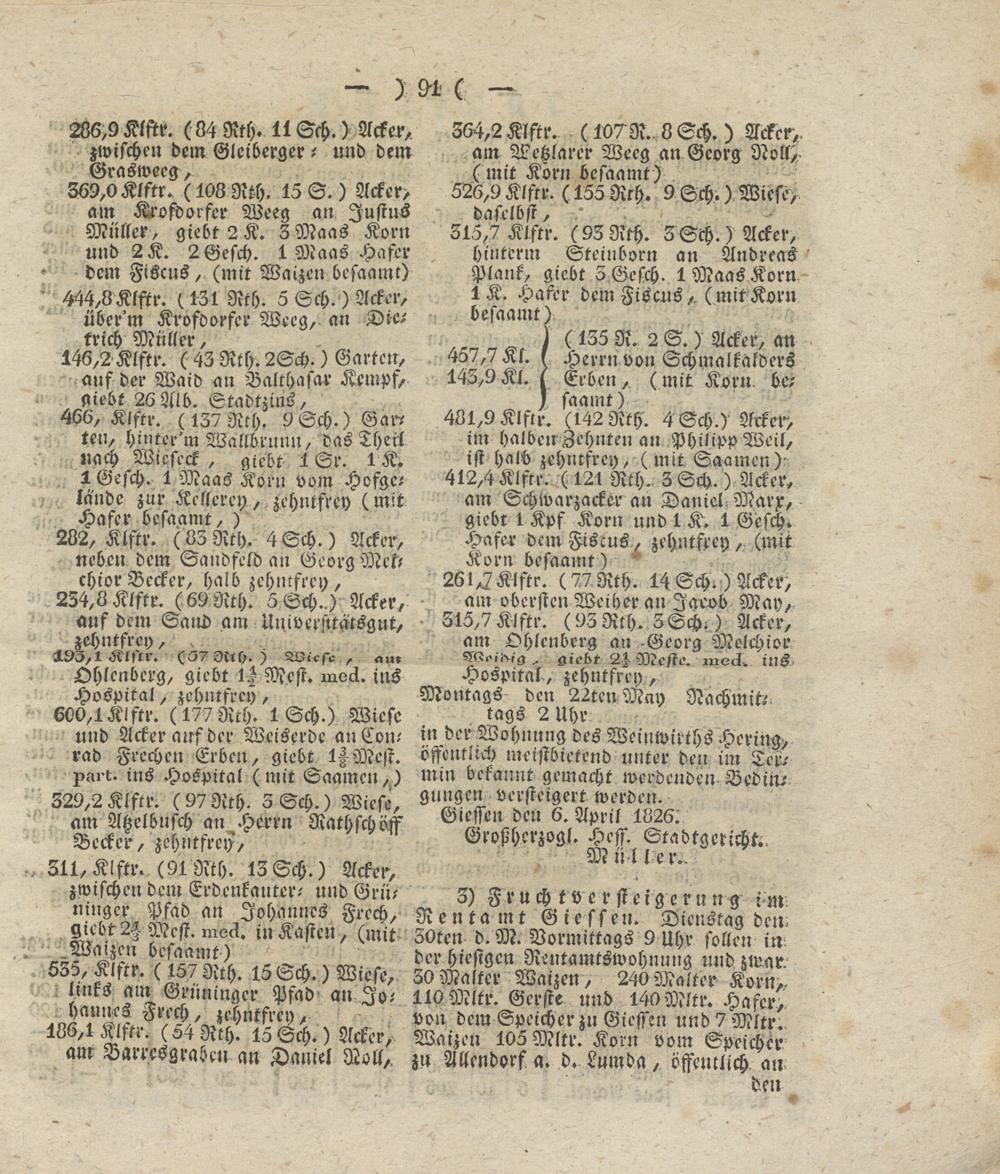 — ) 91 ( —
286,9 Klftr. (84 Rth. 11 Sch.) Acker,
zwischen dem Gleiberger- und dem
Grasweeg,
369,0 Klftr. (108 Rth. 15 S.) Acker,
am Krofdorfer Weeg an Justus
Müller, giebt 2 K. 3 Maas Korn
und 2 K. 2 Gesch. 1 Maas Hafer
dem Fiscus, (mit Waizen besaamt)
444,8 Klftr. (131 Rth. 5 Sch.) Acker,
über'm Krofdorfer Weeg, an Die-
trich Müller,
146,2 Klftr. (43 Rth. 2 Sch.) Garten,
auf der Waid an Balthasar Kempf,
giebt 26 Alb. Stadtzins,
466, Klftr. (137 Rth. 9 Sch.) Gar-
ten, hinter'm Wallbrunn, das Theil
nach Wieseck, giebt 1 Sr. 1 K.
1 Gesch. 1 Maas Korn vom Hofge-
lände zur Kellerey, zehntfrey (mit
Hafer besaamt,)
282, Klftr. (83 Rth. 4 Sch.) Acker,
neben dem Sandfeld an Georg Mel-
chior Becker, halb zehntfrey,
234,8 Klftr. (69 Rth. 5 Sch.) Acker,
auf dem Sand am Universitätsgut,
zehntfrey,
193,1 Klftr. (57 Rth.) Wiese, am
Ohlenberg, giebt Mest. med. ins
Hospital, zehntfrey,
600,1 Klftr. (177 Rth. 1 Sch.) Wiese
und Acker auf der Weiserde an Con-
rad Frechen Erben, giebt Mest.
part. ins Hospital (mit Saamen,)
329,2 Klftr. (97 Rth. 3 Sch.) Wiese,
am Atzelbusch an Herrn Rathschöff
Becker, zehntfrey,
311, Klftr. (91 Rth. 13 Sch.) Acker,
zwischen dem Erdenkauter- und Grü-
ninger Pfad an Johannes Frech,
giebt Mest. med. in Kasten, (mit
Waizen besaamt)
535, Klftr. (157 Rth. 15 Sch.) Wiese,
links am Grüninger Pfad an Jo-
hannes Frech, zehntfrey,
186,1 Klftr. (54 Rth. 15 Sch.) Acker,
am Barresgraben an Daniel Noll,
364,2 Klftr. (107 R. 8 Sch.) Acker,
am Wetzlarer Weeg an Georg Noll,
(mit Korn besaamt)
526,9 Klftr. (155 Rth. 9 Sch.) Wiese,
daselbst,
315,7 Klftr. (93 Rth. 3 Sch.) Acker,
hinterm Steinborn an Andreas
Plank, giebt 3 Gesch. 1 Maas Korn
1 K. Hafer dem Fiscus, (mit Korn
besaamt)
(135 R. 2 S.) Acker, an
457,7 Kl. Herrn von Schmalkalders
143,9 Kl. Erben, (mit Korn be-
saamt)
481,9 Klftr. (142 Rth. 4 Sch.) Acker,
im halben Zehnten an Philipp Weil,
ist halb zehntfrey, (mit Saamen)
412,4 Klftr. (121 Rth. 3 Sch.) Acker,
am Schwarzacker an Daniel Marx,
giebt 1 Kpf Korn und 1 K. 1 Gesch.
Hafer dem Fiscus, zehntfrey, (mit
Korn besaamt)
261,7 Klftr. (77 Rth. 14 Sch.) Acker,
am obersten Weiher an Jacob May,
315,7 Klftr. (93 Rth. 3 Sch.) Acker,
am Ohlenberg an Georg Melchior
Weidig, giebt Meste. med. ins
Hospital, zehntfrey,
Montags den 22ten May Nachmit-
tags 2 Uhr
in der Wohnung des Weinwirths Hering,
öffentlich meistbietend unter den im Ter-
min bekannt gemacht werdenden Bedin-
gungen versteigert werden.
Giessen den 6. April 1826.
Großherzogl. Hess. Stadtgericht.
Müller.
3) Fruchtversteigerung im
Rentamt Giessen. Dienstag den
30ten d. M. Vormittags 9 Uhr sollen in
der hiesigen Rentamtswohnung und zwar
30 Malter Waizen, 240 Malter Korn,
110 Mltr. Gerste und 140 Mltr. Hafer,
von dem Speicher zu Giessen und 7 Mltr.
Waizen 105 Mltr. Korn vom Speicher
zu Allendorf a. d. Lumda, öffentlich an
den